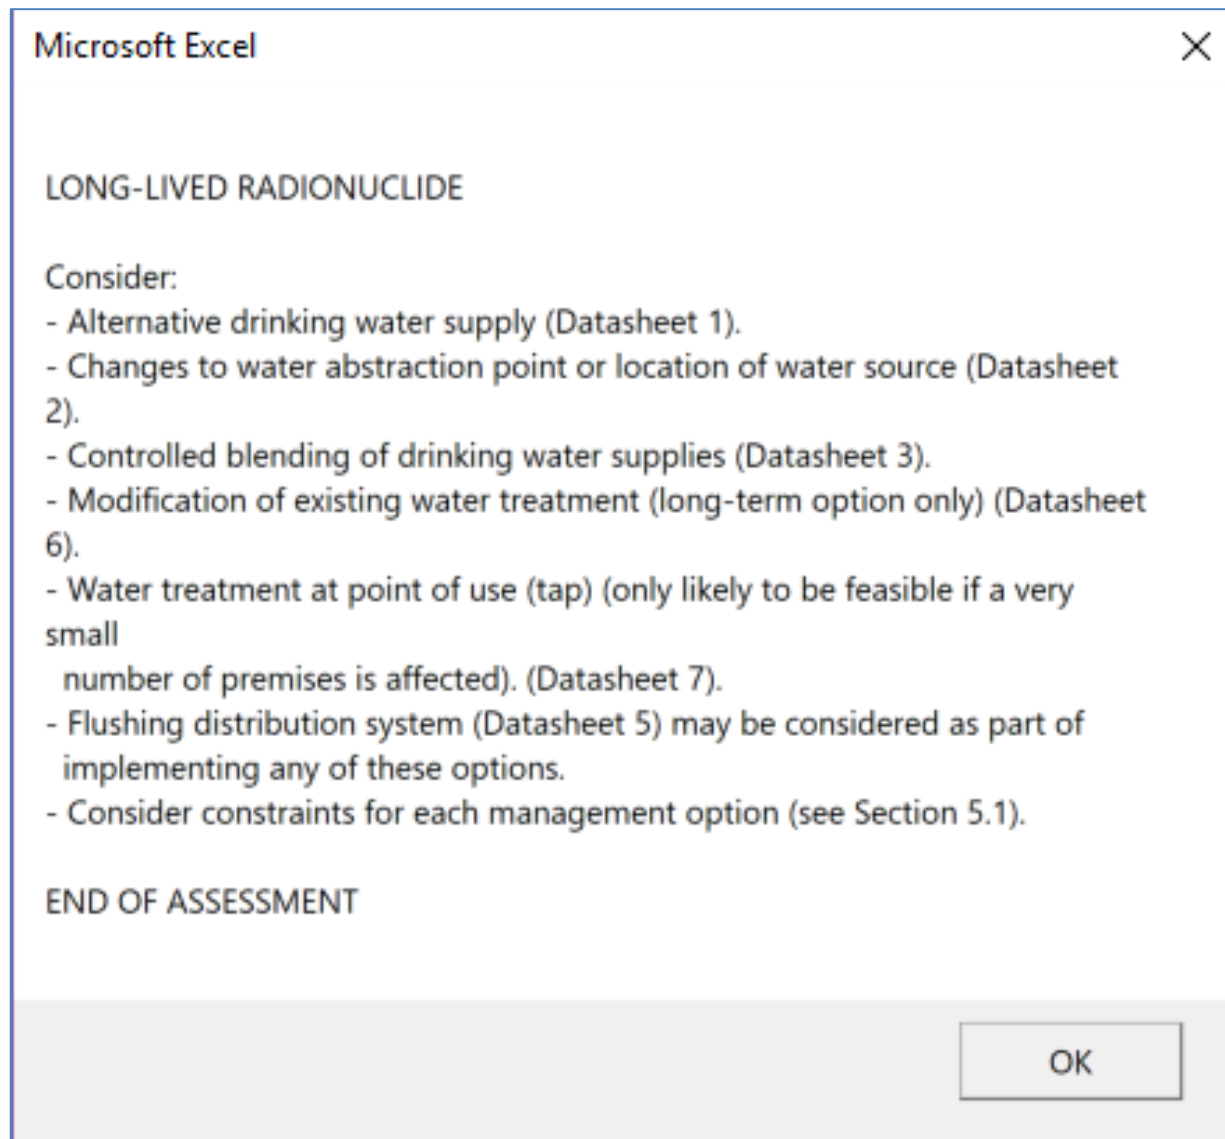 Microsoft Excel
LONG-LIVED RADIONUCLIDE
Consider:
- Alternative drinking water supply (Datasheet 1).
- Changes to water abstraction point or location of water source (Datasheet
2).
- Controlled blending of drinking water supplies (Datasheet 3).
- Modification of existing water treatment (long-term option only) (Datasheet
6).
- Water treatment at point of use (tap) (only likely to be feasible if a very
small
number of premises is affected). (Datasheet 7).
- Flushing distribution system (Datasheet 5) may be considered as part of
implementing any of these options.
- Consider constraints for each management option (see Section 5.1).
END OF ASSESSMENT
OK